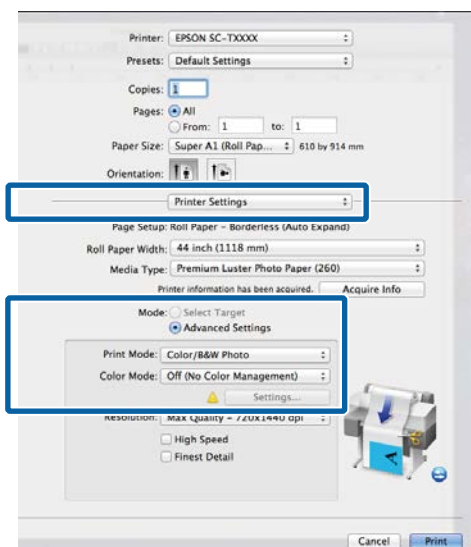 Printer: EPSON SC-TXXXX
Presets: Default Settings
Copies: 1
Pages: All
From: 1 to: 1
Paper Size: Super A1 (Roll Pap... 610 by 914 mm
Orientation:
Printer Settings
Page Setup: Roll Paper - Borderless (Auto Expand)
Roll Paper Width: 44 inch (1118 mm)
Media Type: Premium Luster Photo Paper (260)
Printer information has been acquired. Acquire Info
Mode: Select Target
Advanced Settings
Print Mode: Color/B&W Photo
Color Mode: Off (No Color Management)
Settings...
Resolution: Max Quality - 720x1440 dpi
High Speed
Finest Detail
Cancel Print